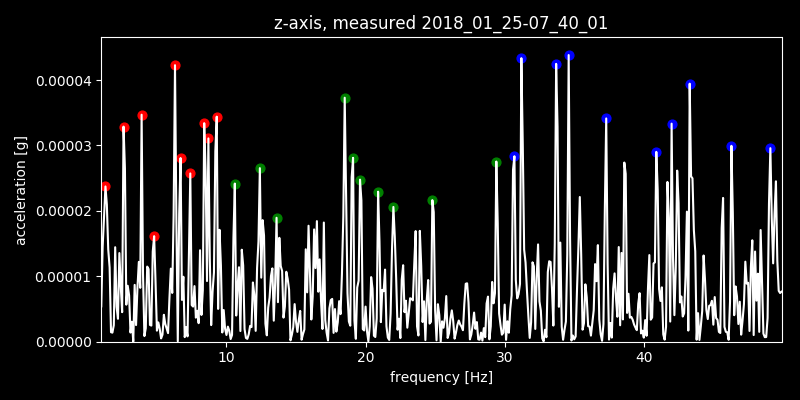 z-axis, measured 2018_01_25-07_40_01
0.00004
0.00003
0.00002
0.00001
0.00000
acceleration [g]
10 20 30 40
frequency [Hz]